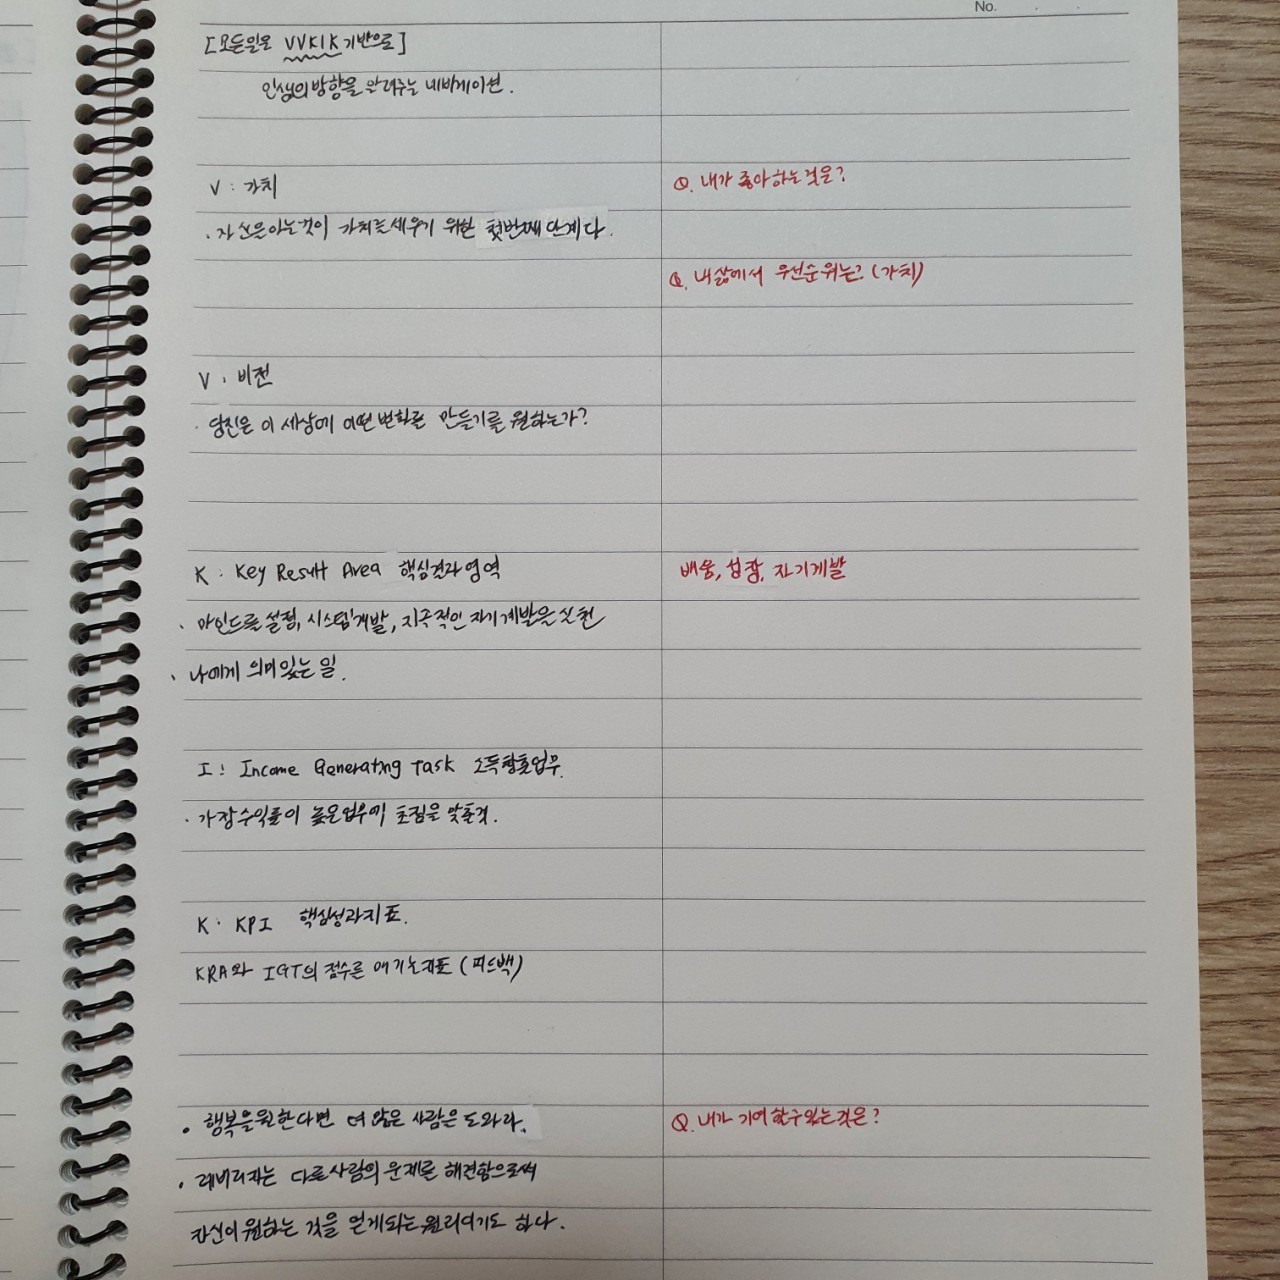 No.
[모든일은 VVKIK 기반으로]
인생의 방향을 알려주는 네비게이션.
V : 가치
Q. 내가 좋아하는것은?
. 자신을아는것이 가치를세우기 위한 첫번째 단계다.
Q. 내삶에서 우선순위는? (가치)
V . 비전
. 당신은 이 세상에 어떤변화를 만들기를 원하는가?
K : Key Result Area 핵심결과영역
배움, 성장, 자기계발
. 마인드를 설정, 시스템개발, 지속적인 자기계발을 실천
. 나에게 의미있는 일.
I : Income Generating Task 소득창출업무.
. 가장수익률이 높은업무에 초점을 맞출것.
K . KPI 핵심성과지표.
KRA와 IGT의 점수를 매기는지표 (피드백)
. 행복을원한다면 더 많은 사람을 도와라.
Q. 내가 기여할수있는것은?
. 레버리지는 다른사람의 문제를 해결함으로써
자신이 원하는 것을 얻게되는원리이기도 하다.